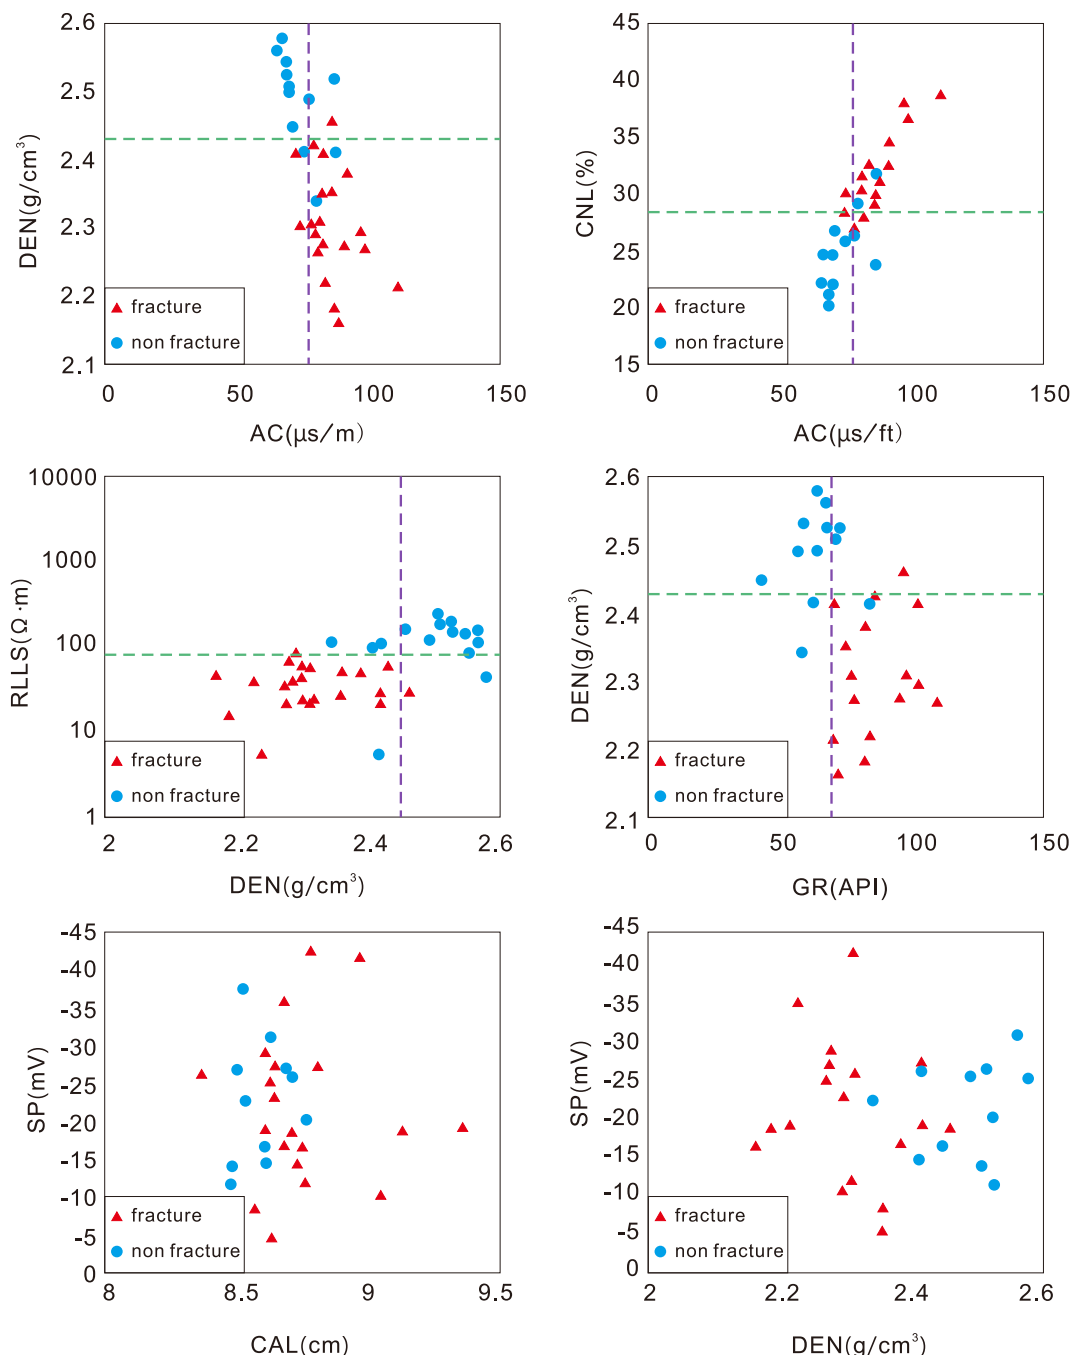 2.6
2.5
2.4
2.3
2.2
2.1
DEN(g/cm³)
fracture
non fracture
0
50
100
150
AC(μs/m)
45
40
35
30
25
20
15
CNL(%)
fracture
non fracture
0
50
100
150
AC(μs/ft)
10000
1000
100
10
1
RLLS(Ω·m)
fracture
non fracture
2
2.2
2.4
2.6
DEN(g/cm³)
2.6
2.5
2.4
2.3
2.2
2.1
DEN(g/cm³)
fracture
non fracture
0
50
100
150
GR(API)
-45
-40
-35
-30
-25
-20
-15
-10
-5
0
SP(mV)
fracture
non fracture
8
8.5
9
9.5
CAL(cm)
-45
-40
-35
-30
-25
-20
-15
-10
-5
0
SP(mV)
fracture
non fracture
2
2.2
2.4
2.6
DEN(g/cm³)